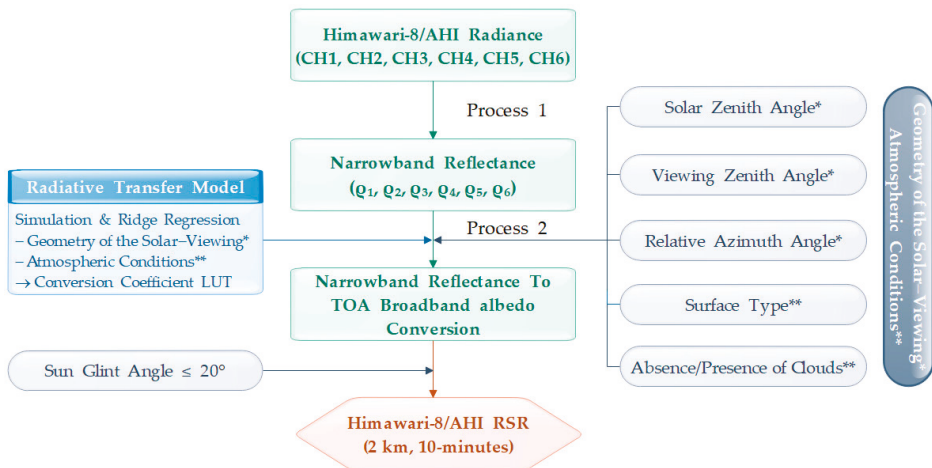 Himawari-8/AHI Radiance
(CH1, CH2, CH3, CH4, CH5, CH6)
Process 1
Narrowband Reflectance
(ϱ1, ϱ2, ϱ3, ϱ4, ϱ5, ϱ6)
Radiative Transfer Model
Simulation & Ridge Regression
– Geometry of the Solar–Viewing*
– Atmospheric Conditions**
→ Conversion Coefficient LUT
Process 2
Narrowband Reflectance To
TOA Broadband albedo
Conversion
Sun Glint Angle ≤ 20°
Himawari-8/AHI RSR
(2 km, 10-minutes)
Solar Zenith Angle*
Viewing Zenith Angle*
Relative Azimuth Angle*
Surface Type**
Absence/Presence of Clouds**
Geometry of the Solar–Viewing*
Atmospheric Conditions**